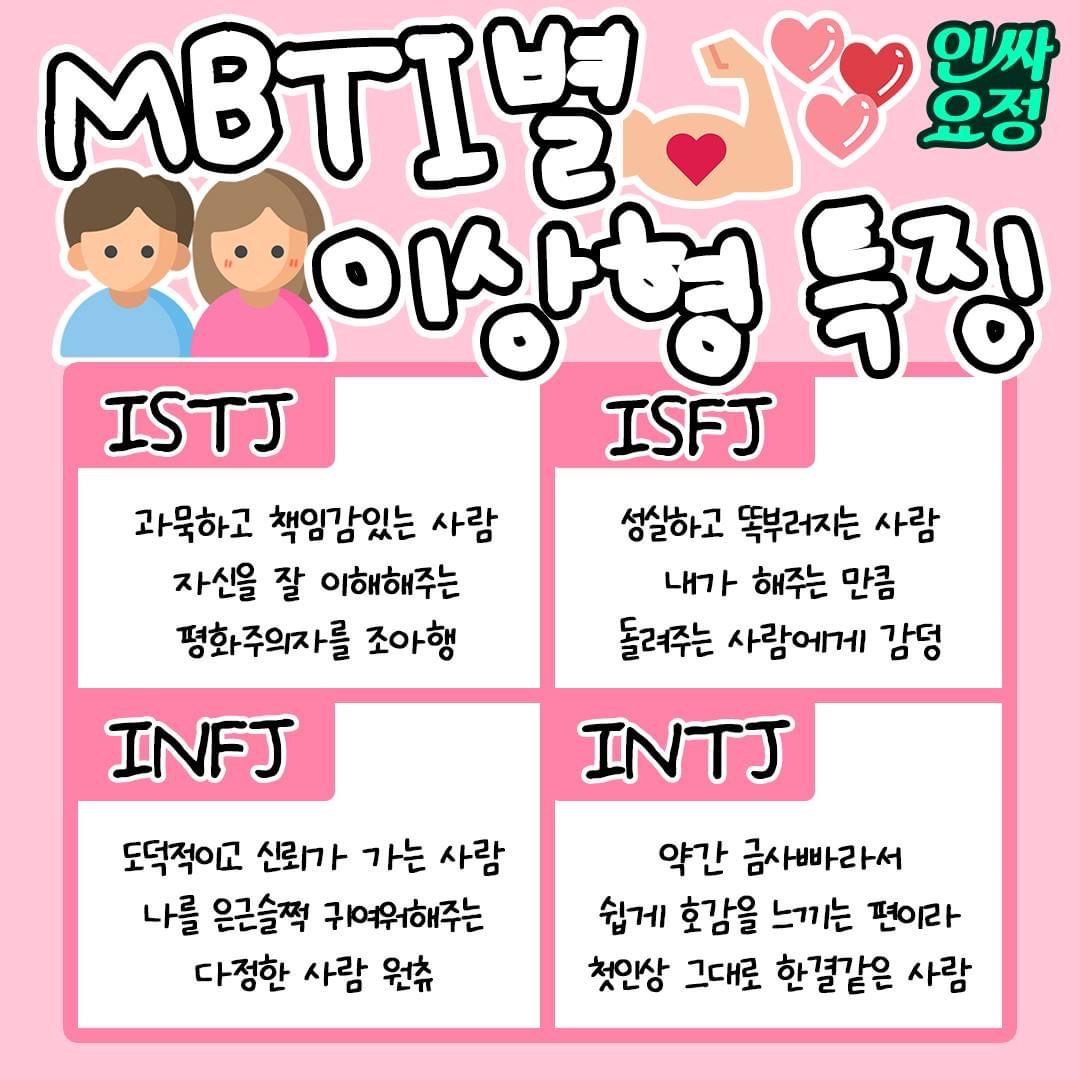 MBTI별
인싸
요정
이상형 특징
ISTJ
과묵하고 책임감있는 사람
자신을 잘 이해해주는
평화주의자를 조아행
ISFJ
성실하고 똑부러지는 사람
내가 해주는 만큼
돌려주는 사람에게 감덩
INFJ
도덕적이고 신뢰가 가는 사람
나를 은근슬쩍 귀여워해주는
다정한 사람 원츄
INTJ
약간 금사빠라서
쉽게 호감을 느끼는 편이라
첫인상 그대로 한결같은 사람